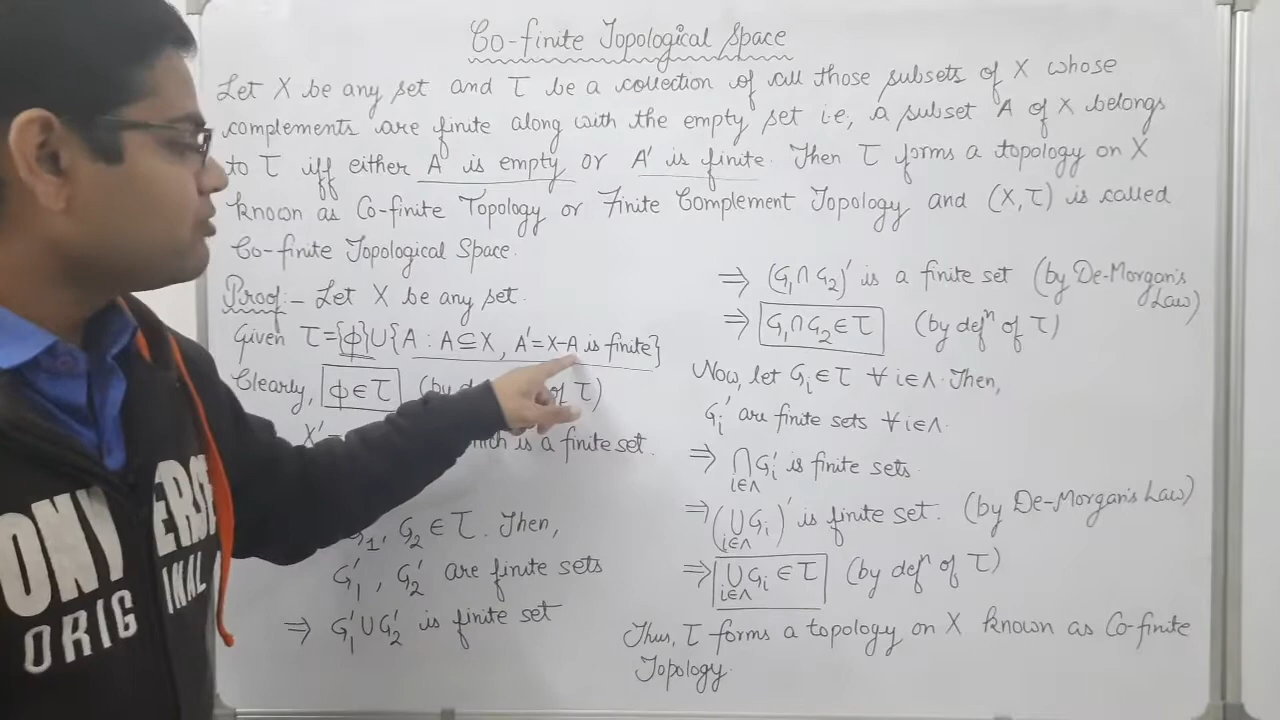 Co-finite Topological Space
Let X be any set and τ be a collection of all those subsets of X whose
complements are finite along with the empty set i.e., a subset A of X belongs
to τ iff either A is empty or A' is finite. Then τ forms a topology on X
known as Co-finite Topology or Finite Complement Topology and (X, τ) is called
Co-finite Topological Space.
Proof:- Let X be any set.
Given τ = {ϕ} ∪ {A : A ⊆ X, A' = X-A is finite}
Clearly, ϕ ∈ τ (by of τ)
X' = which is a finite set.
G₁, G₂ ∈ τ. Then,
G₁', G₂' are finite sets
⇒ G₁' ∪ G₂' is finite set
⇒ (G₁ ∩ G₂)' is a finite set (by De-Morgan's
Law)
⇒ G₁ ∩ G₂ ∈ τ (by defⁿ of τ)
Now, let Gᵢ ∈ τ ∀ i∈Λ. Then,
Gᵢ' are finite sets ∀ i∈Λ.
⇒ ⋂ Gᵢ' is finite sets.
i∈Λ
⇒ (⋃ Gᵢ)' is finite set. (by De-Morgan's Law)
i∈Λ
⇒ ⋃ Gᵢ ∈ τ (by defⁿ of τ)
i∈Λ
Thus, τ forms a topology on X known as Co-finite
Topology.
ORIG INAL